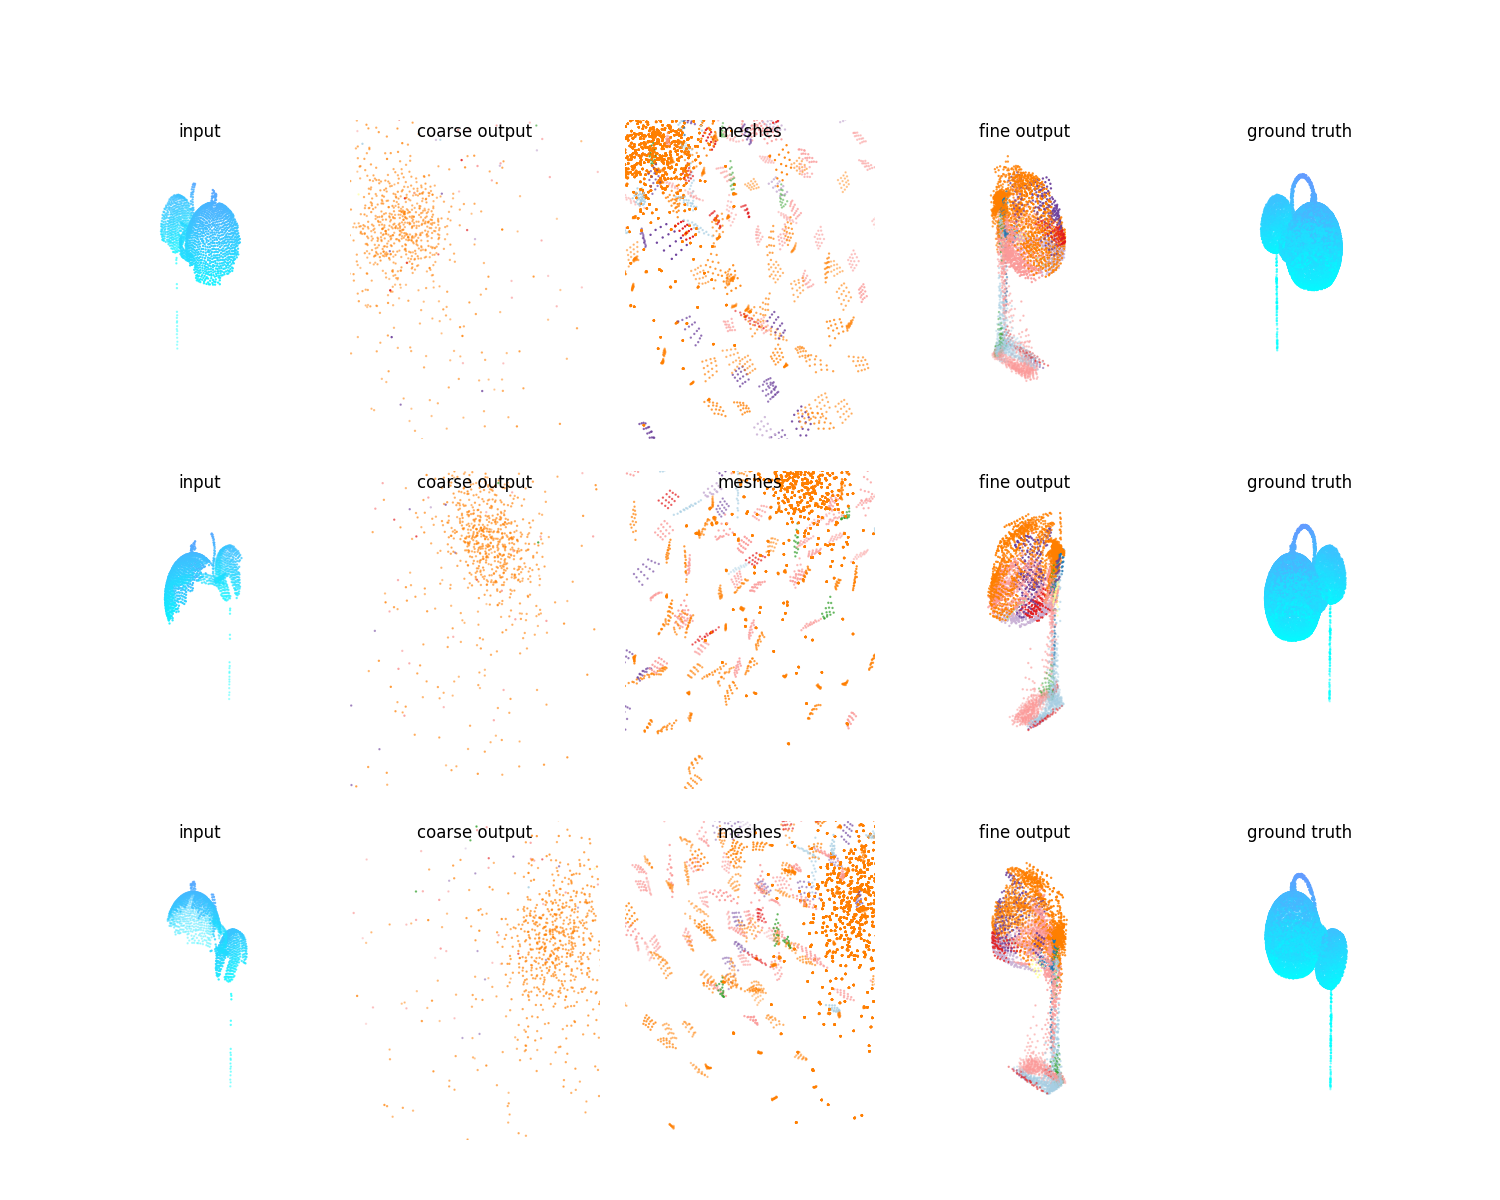 input
coarse output
meshes
fine output
ground truth
input
coarse output
meshes
fine output
ground truth
input
coarse output
meshes
fine output
ground truth